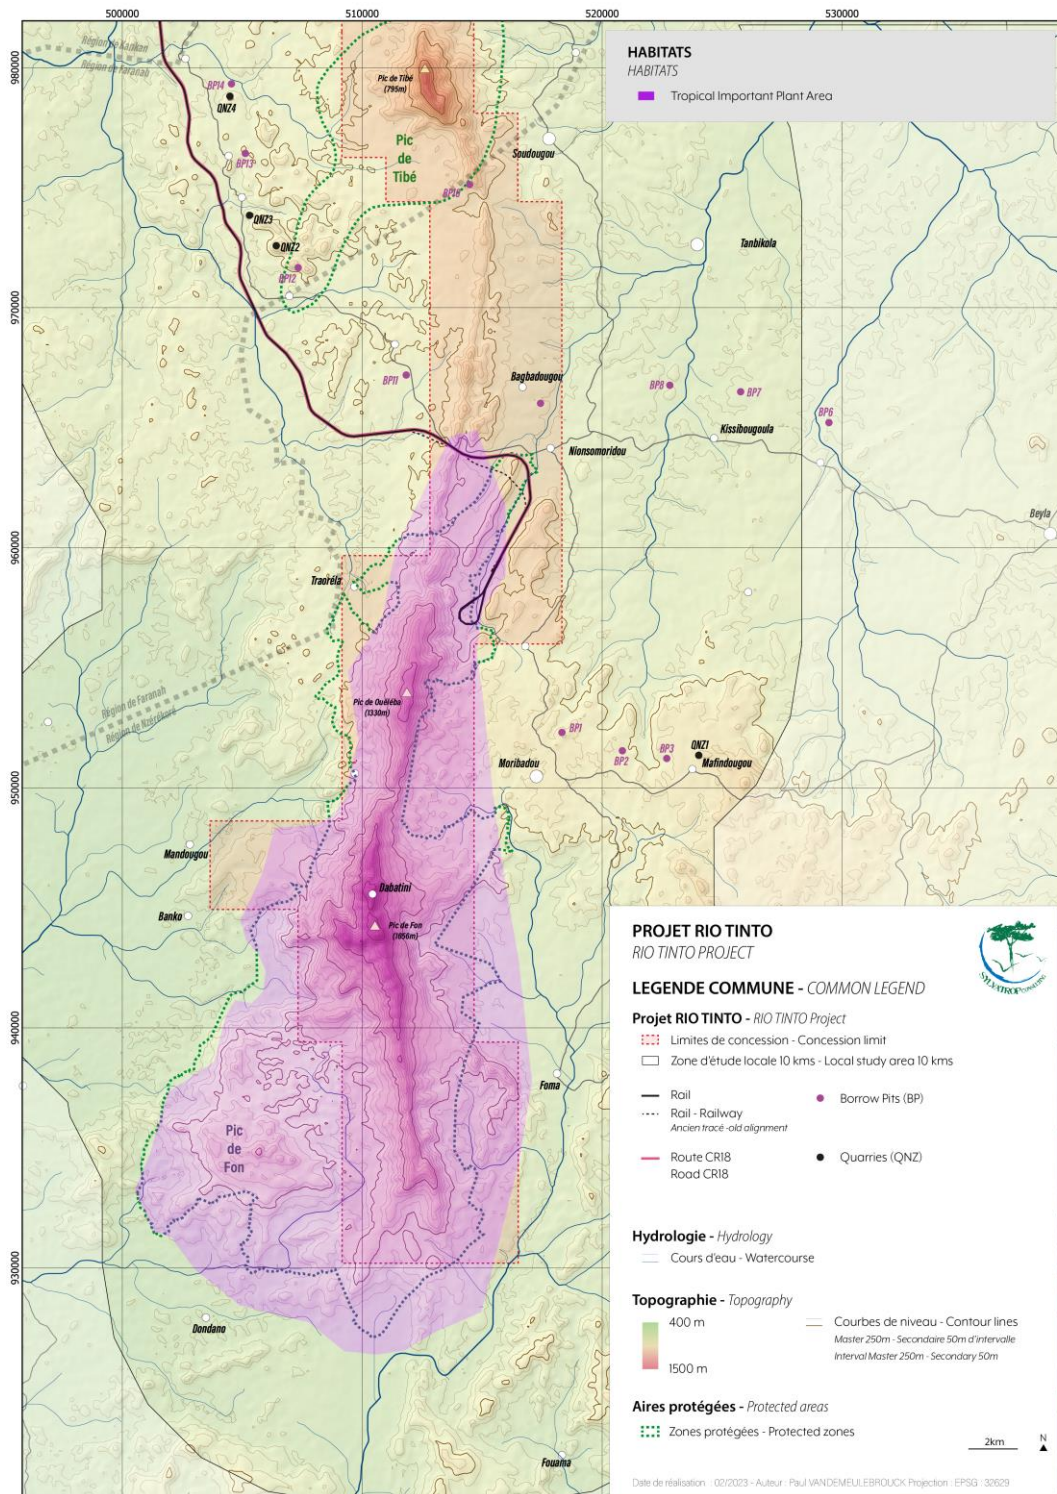 500000
510000
520000
530000
980000
970000
960000
950000
940000
930000
Région de Kankan
Région de Faranah
BP14
QNZ4
BP13
QNZ3
QNZ2
BP12
Pic de Tibé
(795m)
Pic
de
Tibé
BP10
Soudougou
Tanbikola
BP11
Bagbadougou
BP8
BP7
BP6
Kissibougoula
Nionsomoridou
Beyla
Traoréla
Région de Faranah
Région de Nzérékoré
Pic de Ouéléba
(1330m)
BP1
BP2
BP3
QNZ1
Mafindougou
Moribadou
Mandougou
Banko
Dabatini
Pic de Fon
(1656m)
Foma
Pic
de
Fon
Dondano
Fouama
HABITATS
HABITATS
Tropical Important Plant Area
PROJET RIO TINTO
RIO TINTO PROJECT
SYLVATROP CONSULTING
LEGENDE COMMUNE - COMMON LEGEND
Projet RIO TINTO - RIO TINTO Project
Limites de concession - Concession limit
Zone d'étude locale 10 kms - Local study area 10 kms
Rail
Rail - Railway
Ancien tracé -old alignment
Route CR18
Road CR18
Borrow Pits (BP)
Quarries (QNZ)
Hydrologie - Hydrology
Cours d'eau - Watercourse
Topographie - Topography
400 m
1500 m
Courbes de niveau - Contour lines
Master 250m - Secondaire 50m d'intervalle
Interval Master 250m - Secondary 50m
Aires protégées - Protected areas
Zones protégées - Protected zones
2km
N
Date de réalisation : 02/2023 - Auteur : Paul VANDEMEULEBROUCK Projection : EPSG : 32629